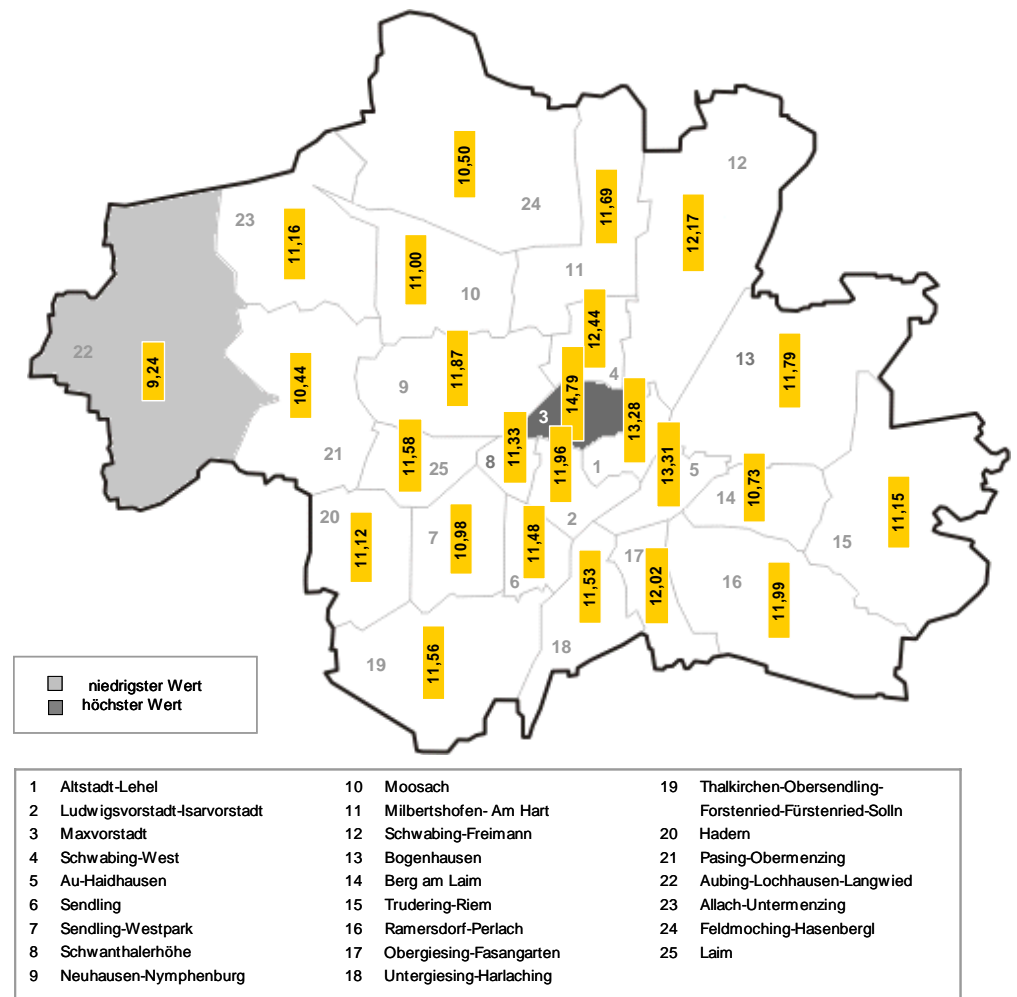 12
10,50
24
11,69
12,17
23
11,16
11,00
11
10
12,44
22
9,24
10,44
9
11,87
14,79
4
13
11,79
3
13,28
21
11,58
25
8
11,33
11,96
1
13,31
5
14
10,73
15
11,15
20
11,12
7
10,98
6
11,48
2
11,53
17
12,02
16
11,99
19
11,56
18
niedrigster Wert
höchster Wert
1 Altstadt-Lehel
2 Ludwigsvorstadt-Isarvorstadt
3 Maxvorstadt
4 Schwabing-West
5 Au-Haidhausen
6 Sendling
7 Sendling-Westpark
8 Schwanthalerhöhe
9 Neuhausen-Nymphenburg
10 Moosach
11 Milbertshofen- Am Hart
12 Schwabing-Freimann
13 Bogenhausen
14 Berg am Laim
15 Trudering-Riem
16 Ramersdorf-Perlach
17 Obergiesing-Fasangarten
18 Untergiesing-Harlaching
19 Thalkirchen-Obersendling-
Forstenried-Fürstenried-Solln
20 Hadern
21 Pasing-Obermenzing
22 Aubing-Lochhausen-Langwied
23 Allach-Untermenzing
24 Feldmoching-Hasenbergl
25 Laim